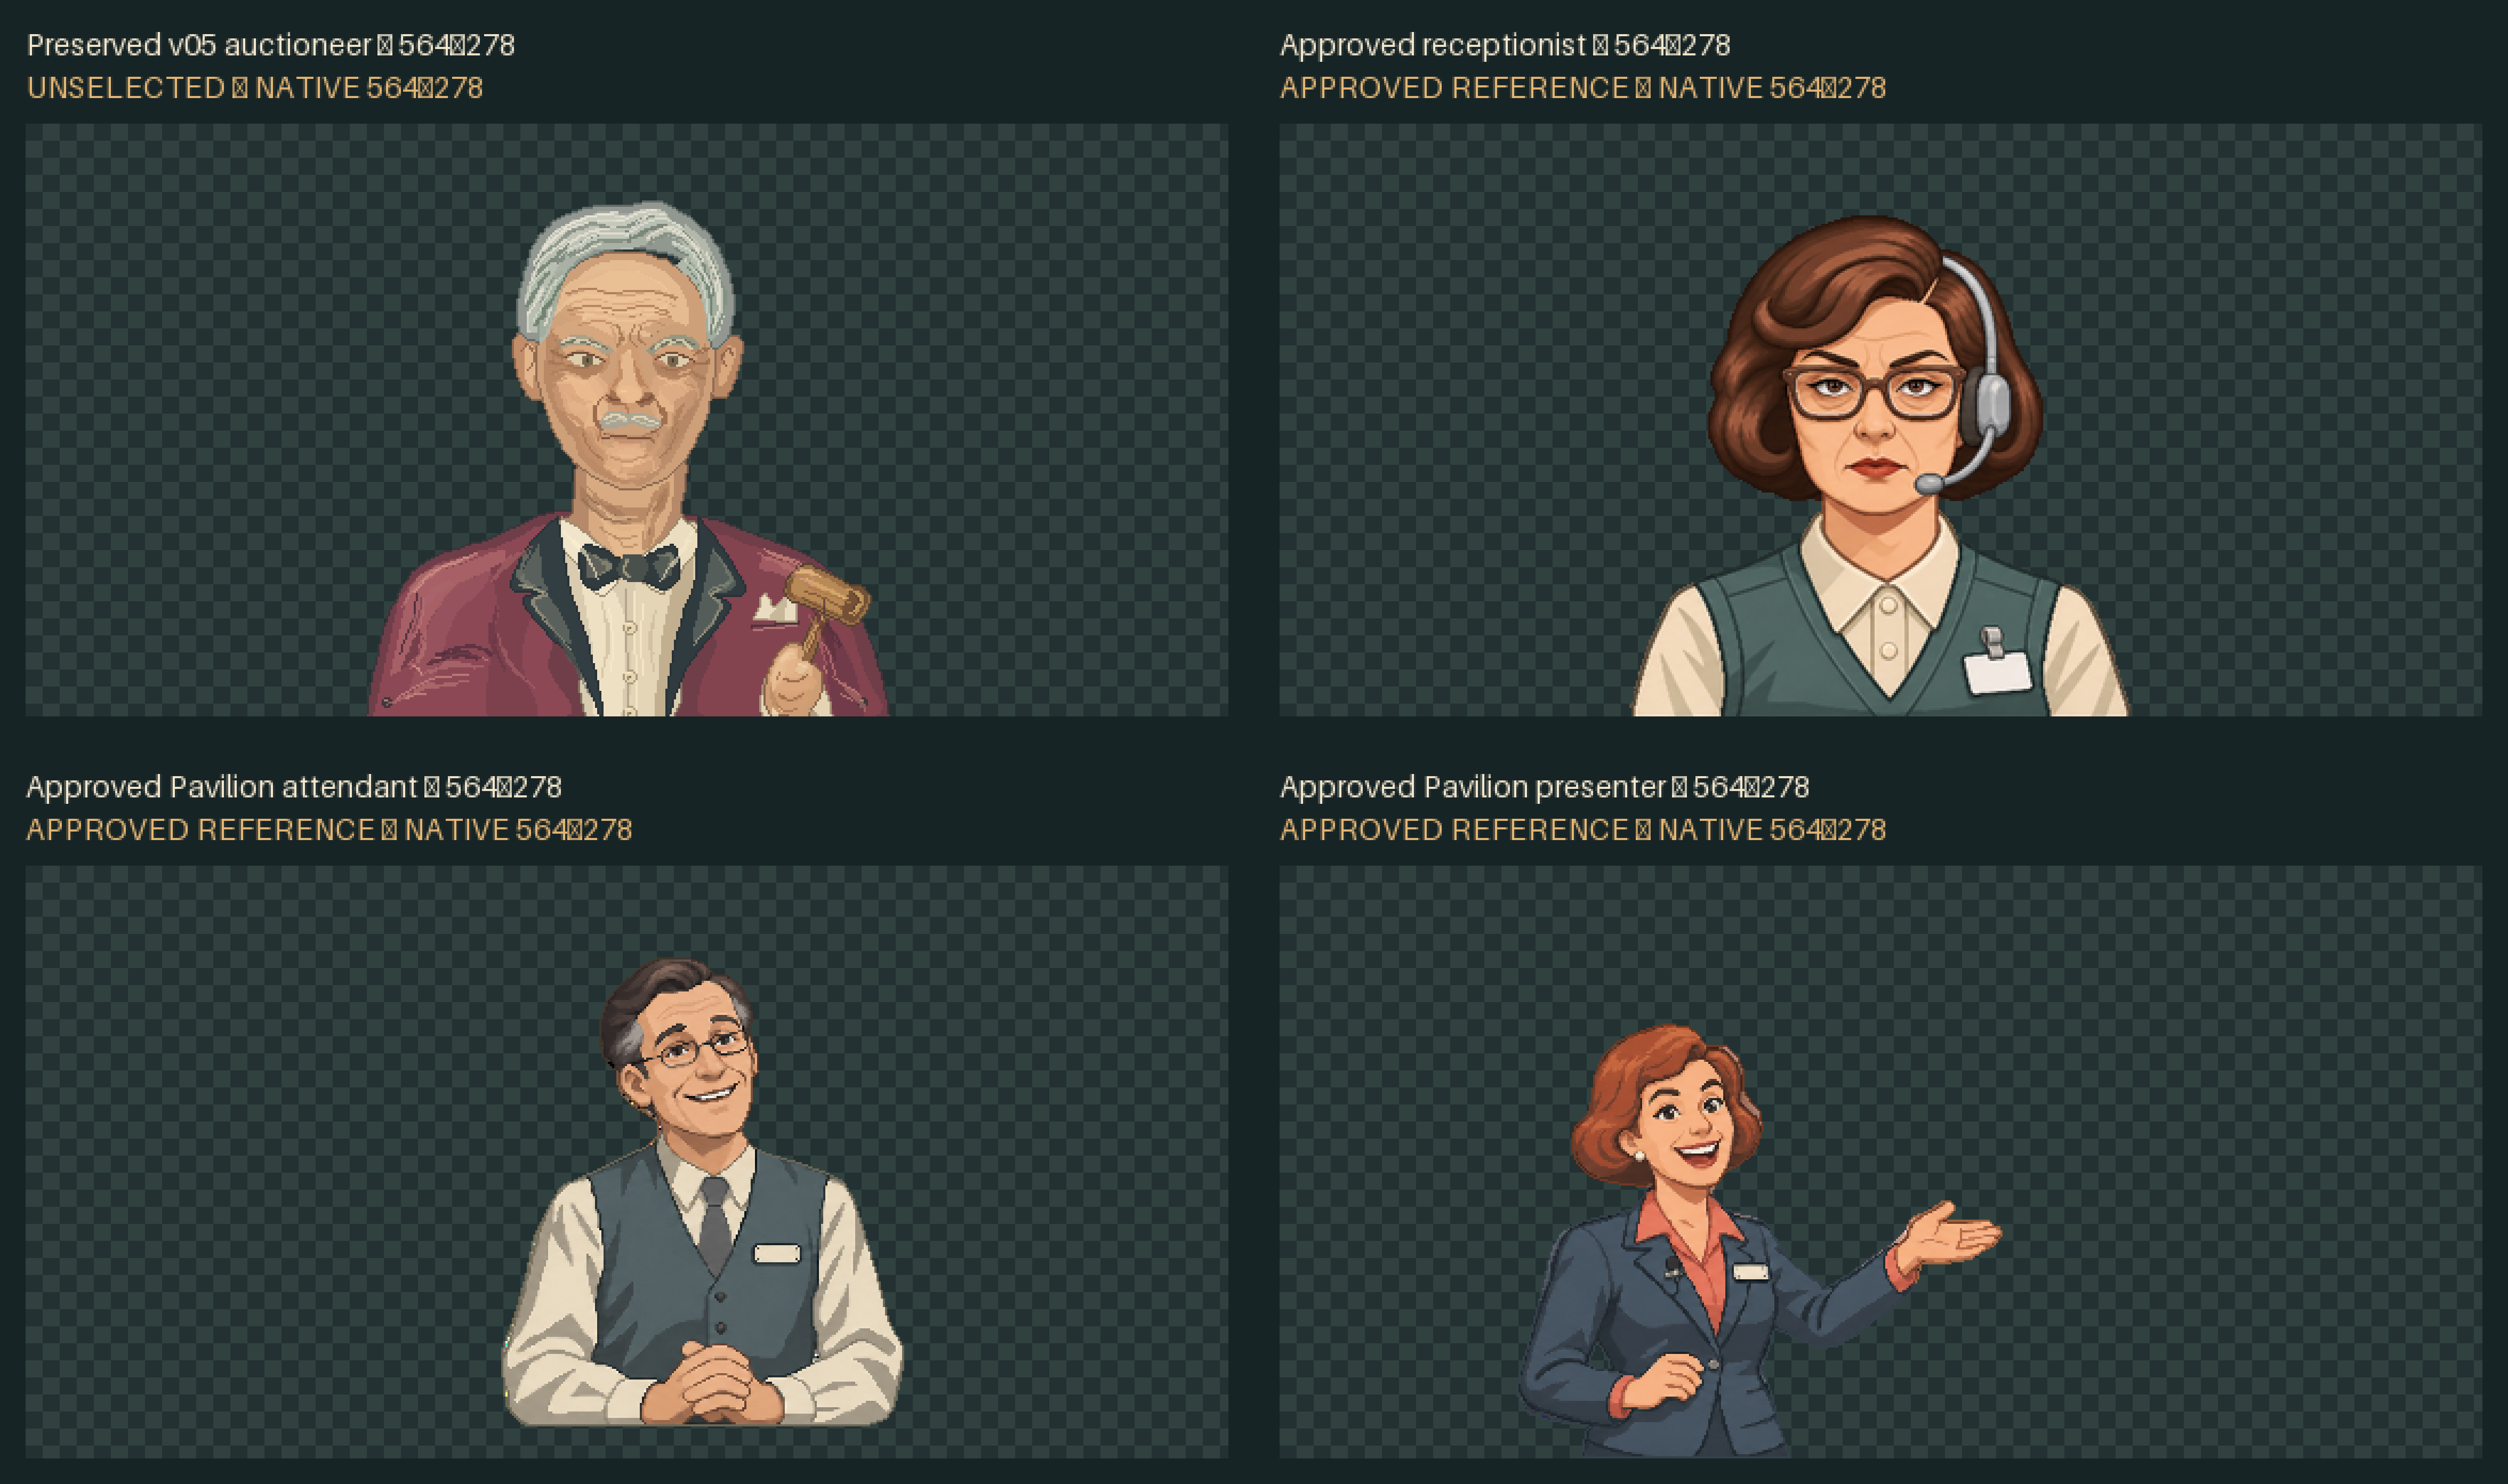 Preserved v05 auctioneer ☒ 564☒278
UNSELECTED ☒ NATIVE 564☒278
Approved receptionist ☒ 564☒278
APPROVED REFERENCE ☒ NATIVE 564☒278
Approved Pavilion attendant ☒ 564☒278
APPROVED REFERENCE ☒ NATIVE 564☒278
Approved Pavilion presenter ☒ 564☒278
APPROVED REFERENCE ☒ NATIVE 564☒278